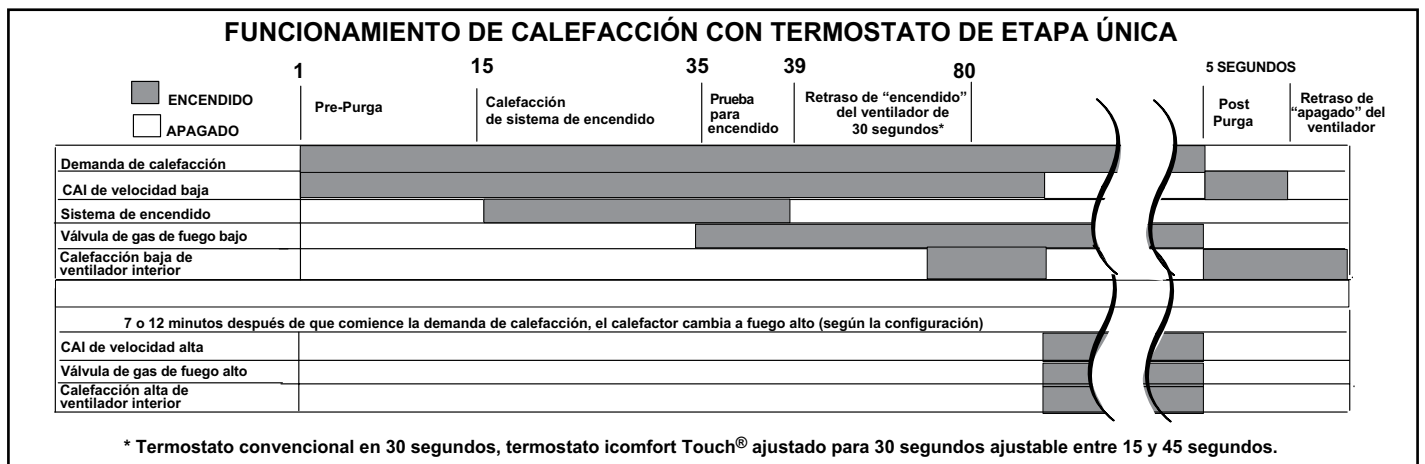 FUNCIONAMIENTO DE CALEFACCIÓN CON TERMOSTATO DE ETAPA ÚNICA
1 15 35 39 80 5 SEGUNDOS
ENCENDIDO
APAGADO
Pre-Purga
Calefacción
de sistema de encendido
Prueba
para
encendido
Retraso de “encendido”
del ventilador de
30 segundos*
Post
Purga
Retraso de
“apagado” del
ventilador
Demanda de calefacción
CAI de velocidad baja
Sistema de encendido
Válvula de gas de fuego bajo
Calefacción baja de
ventilador interior
7 o 12 minutos después de que comience la demanda de calefacción, el calefactor cambia a fuego alto (según la configuración)
CAI de velocidad alta
Válvula de gas de fuego alto
Calefacción alta de
ventilador interior
* Termostato convencional en 30 segundos, termostato icomfort Touch® ajustado para 30 segundos ajustable entre 15 y 45 segundos.